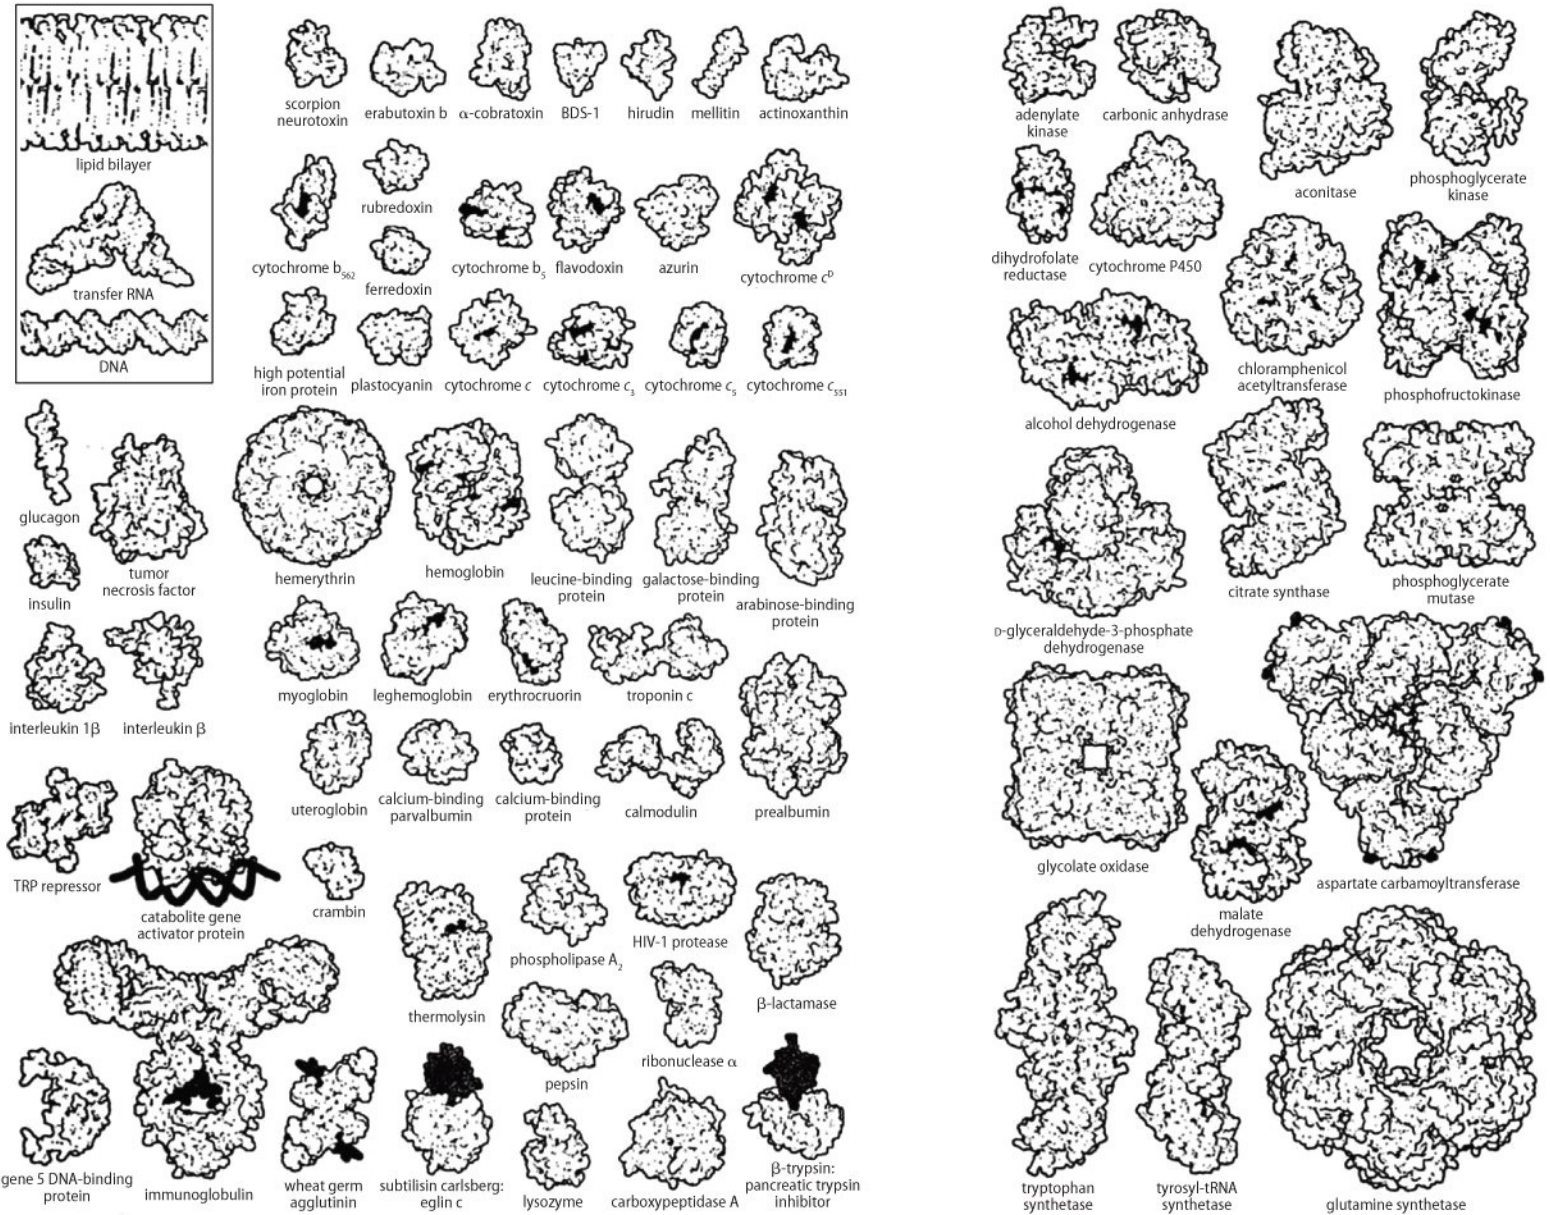 lipid bilayer
transfer RNA
DNA
scorpion
neurotoxin
erabutoxin b
α-cobratoxin
BDS-1
hirudin
mellitin
actinoxanthin
cytochrome b562
rubredoxin
ferredoxin
cytochrome b5
flavodoxin
azurin
cytochrome cD
high potential
iron protein
plastocyanin
cytochrome c
cytochrome c3
cytochrome c5
cytochrome c551
glucagon
insulin
tumor
necrosis factor
hemerythrin
hemoglobin
leucine-binding
protein
galactose-binding
protein
arabinose-binding
protein
interleukin 1β
interleukin β
myoglobin
leghemoglobin
erythrocruorin
troponin c
uteroglobin
calcium-binding
parvalbumin
calcium-binding
protein
calmodulin
prealbumin
TRP repressor
catabolite gene
activator protein
crambin
thermolysin
phospholipase A2
HIV-1 protease
β-lactamase
pepsin
ribonuclease α
gene 5 DNA-binding
protein
immunoglobulin
wheat germ
agglutinin
subtilisin carlsberg:
eglin c
lysozyme
carboxypeptidase A
β-trypsin:
pancreatic trypsin
inhibitor
adenylate
kinase
carbonic anhydrase
aconitase
phosphoglycerate
kinase
dihydrofolate
reductase
cytochrome P450
alcohol dehydrogenase
chloramphenicol
acetyltransferase
phosphofructokinase
D-glyceraldehyde-3-phosphate
dehydrogenase
citrate synthase
phosphoglycerate
mutase
glycolate oxidase
malate
dehydrogenase
aspartate carbamoyltransferase
tryptophan
synthetase
tyrosyl-tRNA
synthetase
glutamine synthetase